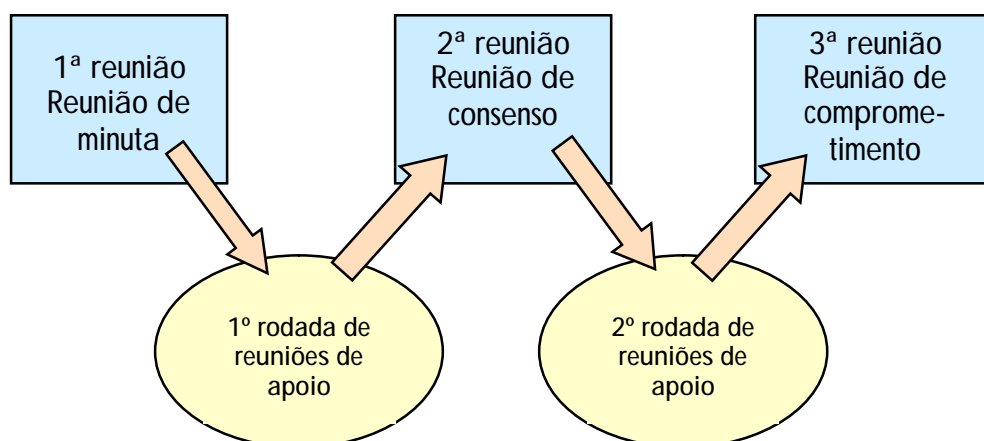 1ª reunião
Reunião de
minuta
2ª reunião
Reunião de
consenso
3ª reunião
Reunião de
comprome-
timento
1º rodada de
reuniões de
apoio
2º rodada de
reuniões de
apoio